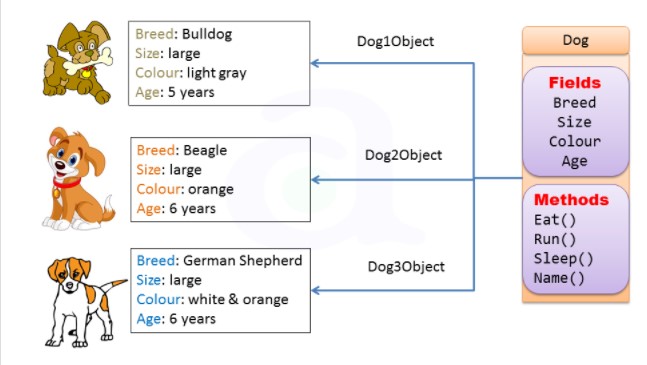 Breed: Bulldog
Size: large
Colour: light gray
Age: 5 years
Dog1Object
Breed: Beagle
Size: large
Colour: orange
Age: 6 years
Dog2Object
Breed: German Shepherd
Size: large
Colour: white & orange
Age: 6 years
Dog3Object
Dog
Fields
Breed
Size
Colour
Age
Methods
Eat()
Run()
Sleep()
Name()